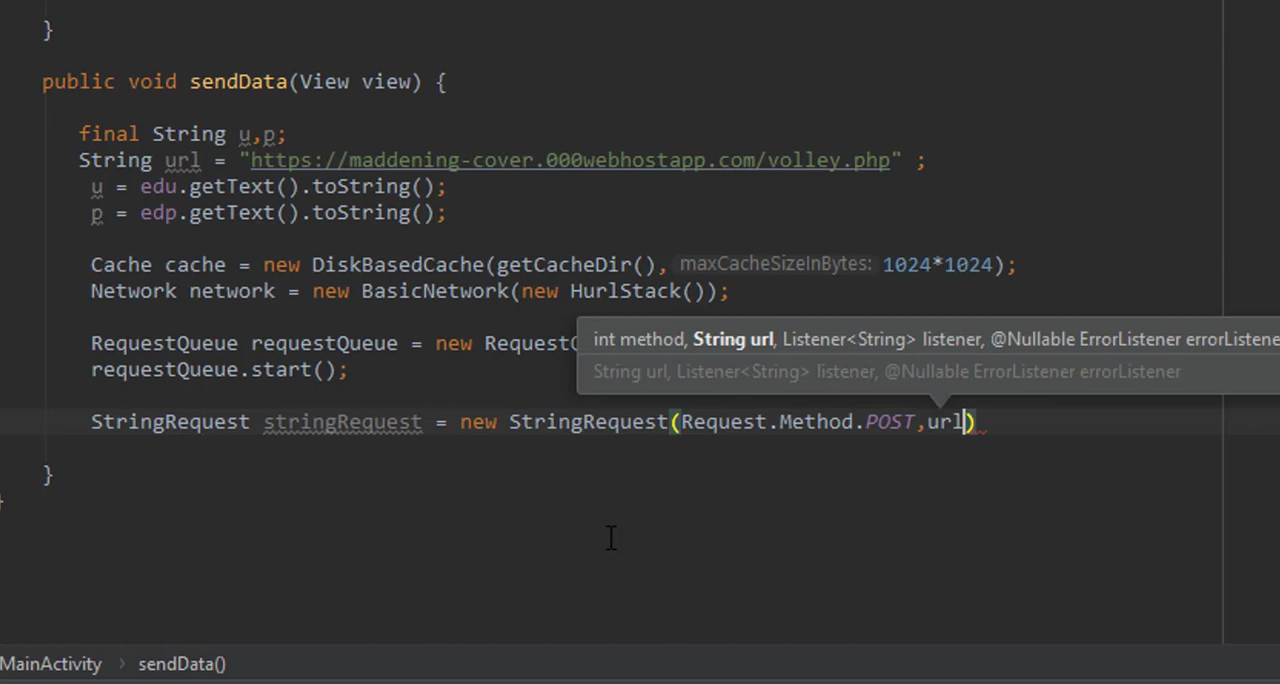 }
public void sendData(View view) {
final String u,p;
String url = "https://maddening-cover.000webhostapp.com/volley.php" ;
u = edu.getText().toString();
p = edp.getText().toString();
Cache cache = new DiskBasedCache(getCacheDir(), maxCacheSizeInBytes: 1024*1024);
Network network = new BasicNetwork(new HurlStack());
int method, String url, Listener<String> listener, @Nullable ErrorListener errorListene
RequestQueue requestQueue = new Request
String url, Listener<String> listener, @Nullable ErrorListener errorListener
requestQueue.start();
StringRequest stringRequest = new StringRequest(Request.Method.POST,url)
}
}
MainActivity › sendData()